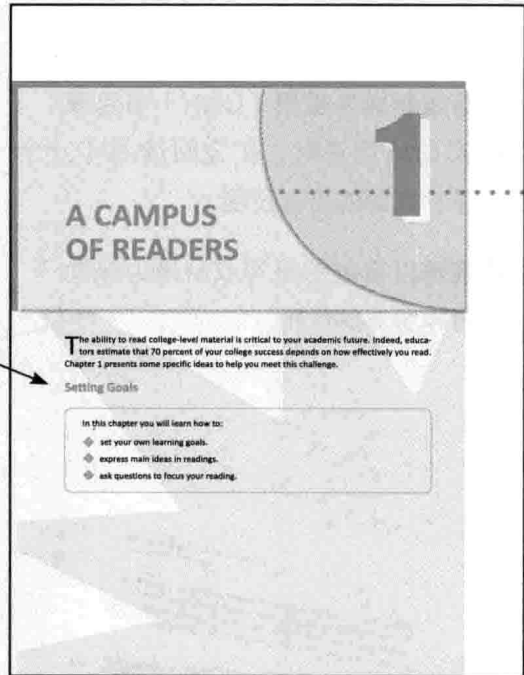 1
A CAMPUS
OF READERS
The ability to read college-level material is critical to your academic future. Indeed, educa-
tors estimate that 70 percent of your college success depends on how effectively you read.
Chapter 1 presents some specific ideas to help you meet this challenge.
Setting Goals
In this chapter you will learn how to:
set your own learning goals.
express main ideas in readings.
ask questions to focus your reading.